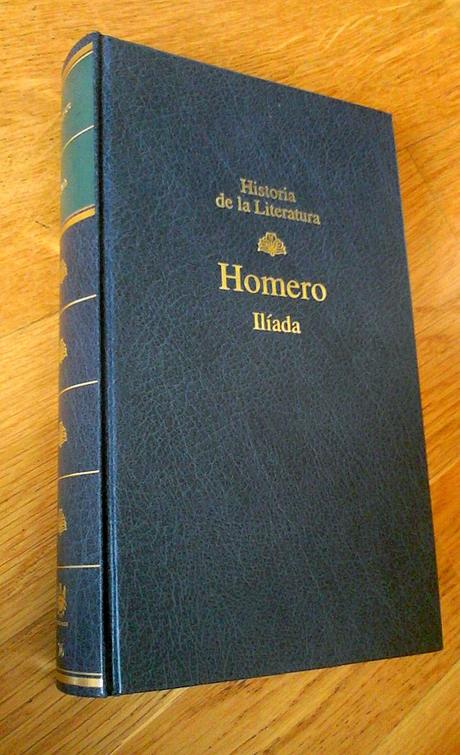 Historia
de la Literatura
Homero
Ilíada